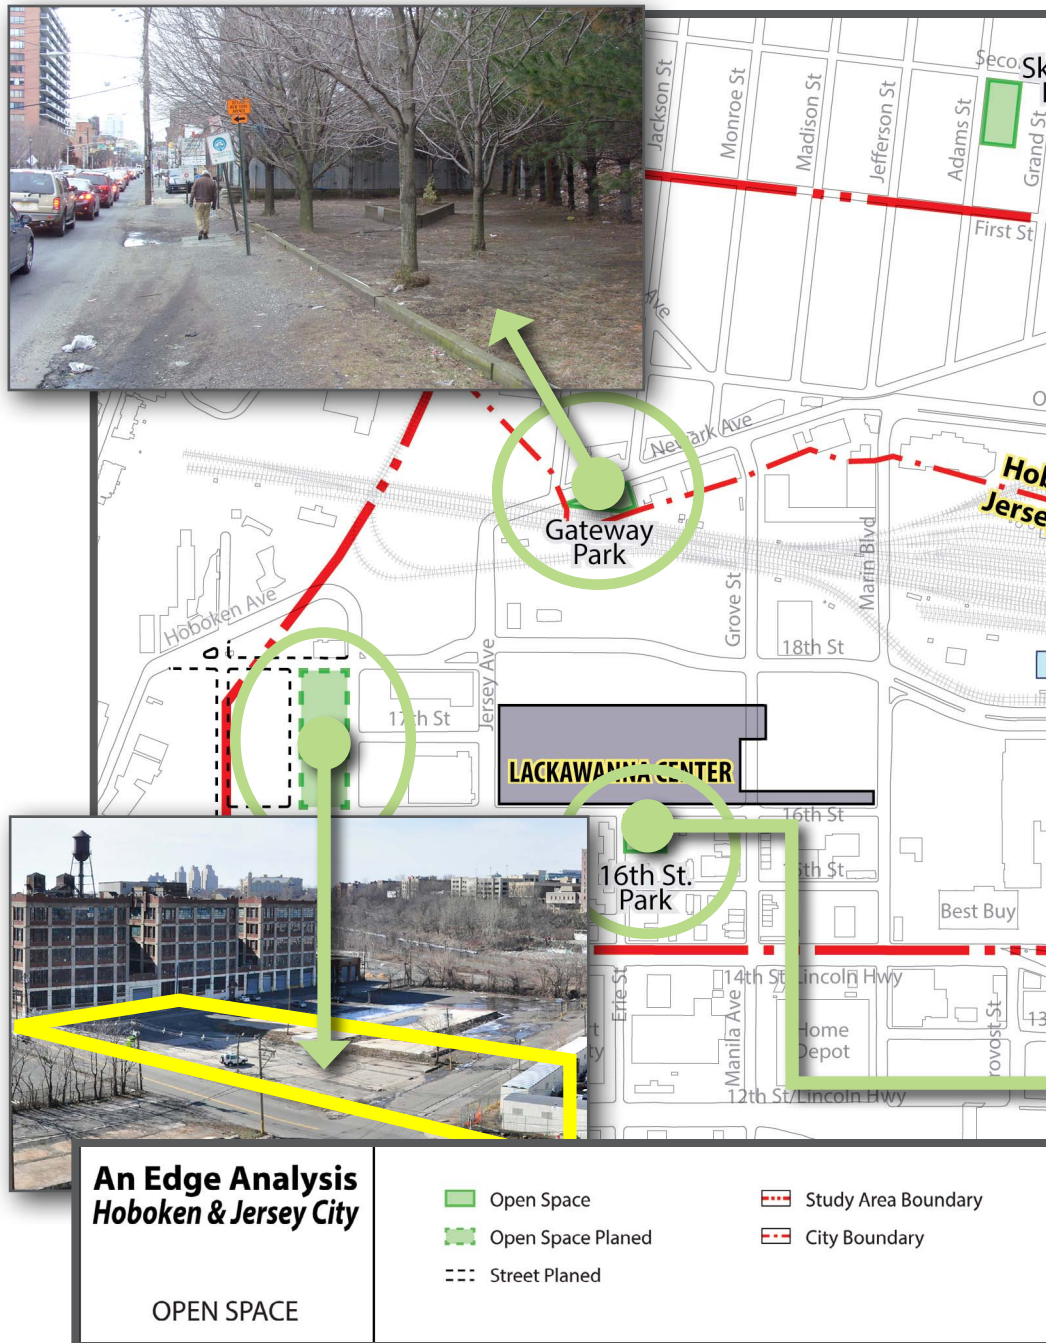 Jackson St
Monroe St
Madison St
Jefferson St
Adams St
Grand St
First St
Ave
Newark Ave
Gateway
Park
Hoboken Ave
Jersey Ave
Grove St
Marin Blvd
18th St
17th St
LACKAWANNA CENTER
16th St
16th St.
Park
15th St
Best Buy
14th St/Lincoln Hwy
Erie St
Manila Ave
Home
Depot
12th St/Lincoln Hwy
13
An Edge Analysis
Hoboken & Jersey City
OPEN SPACE
Open Space
Open Space Planed
Street Planed
Study Area Boundary
City Boundary